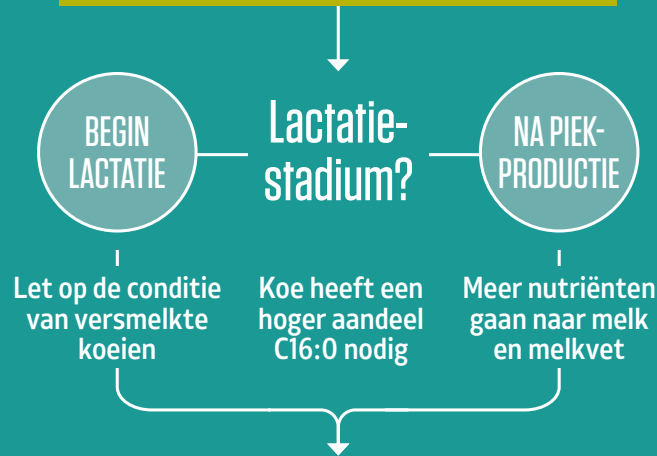 Lactatie-
stadium?
BEGIN
LACTATIE
NA PIEK-
PRODUCTIE
Let op de conditie
van versmelkte
koeien
Koe heeft een
hoger aandeel
C16:0 nodig
Meer nutriënten
gaan naar melk
en melkvet